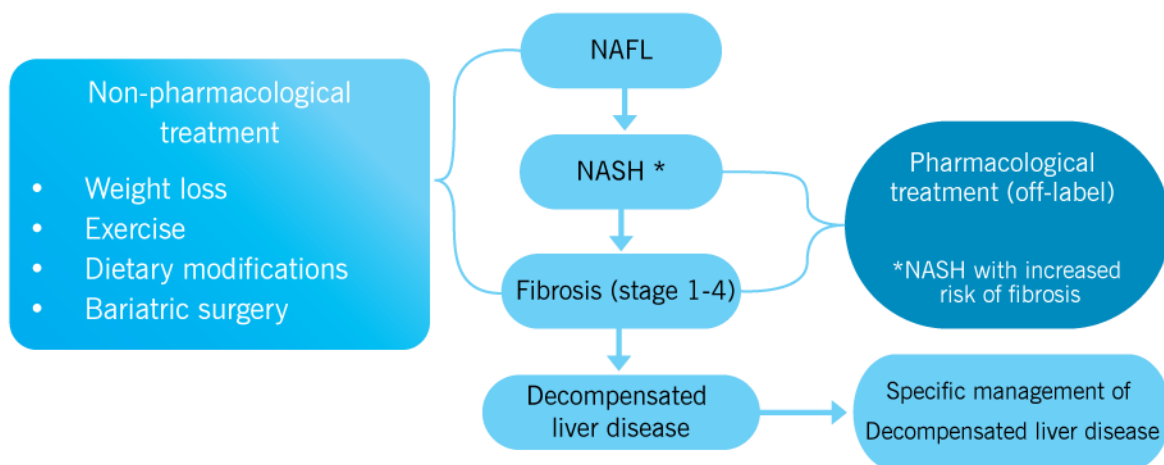 Non-pharmacological
treatment
• Weight loss
• Exercise
• Dietary modifications
• Bariatric surgery
NAFL
NASH *
Fibrosis (stage 1-4)
Decompensated
liver disease
Pharmacological
treatment (off-label)
*NASH with increased
risk of fibrosis
Specific management of
Decompensated liver disease